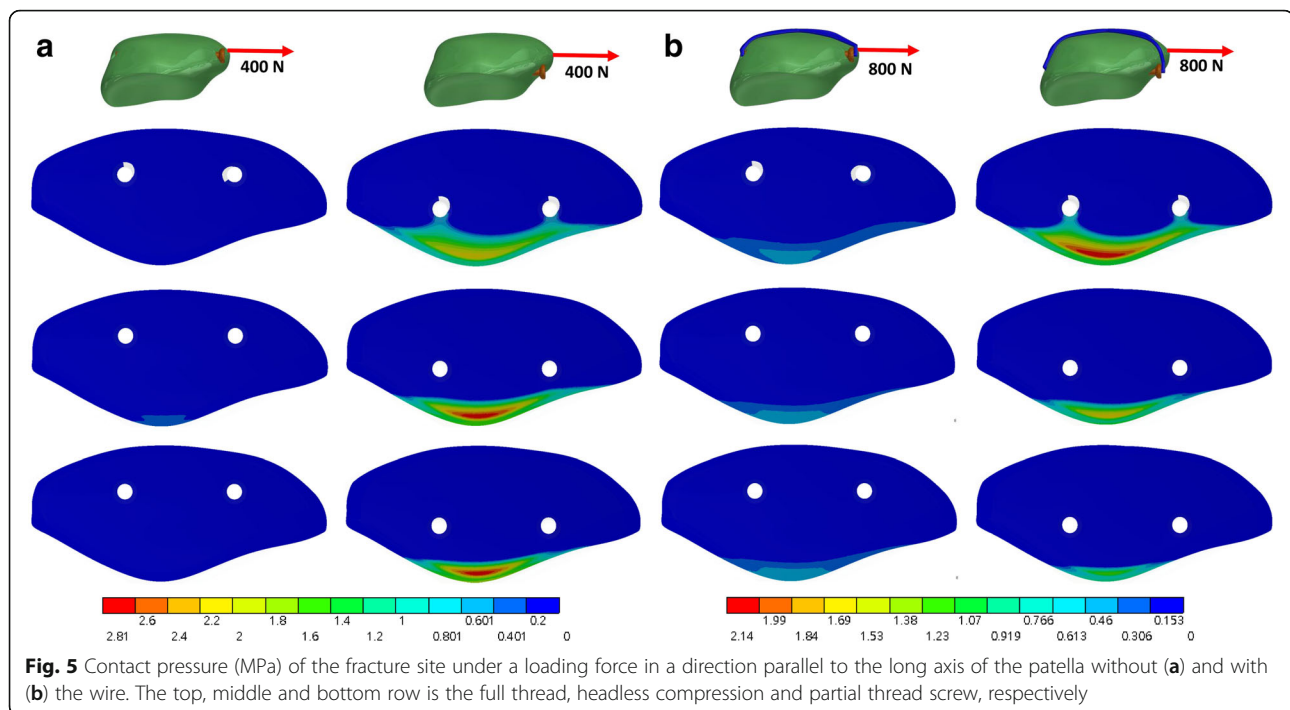 a
b
400 N
400 N
800 N
800 N
2.6 2.2 1.8 1.4 1 0.601 0.2
2.81 2.4 2 1.6 1.2 0.801 0.401 0
1.99 1.69 1.38 1.07 0.766 0.46 0.153
2.14 1.84 1.53 1.23 0.919 0.613 0.306 0
Fig. 5 Contact pressure (MPa) of the fracture site under a loading force in a direction parallel to the long axis of the patella without (a) and with
(b) the wire. The top, middle and bottom row is the full thread, headless compression and partial thread screw, respectively